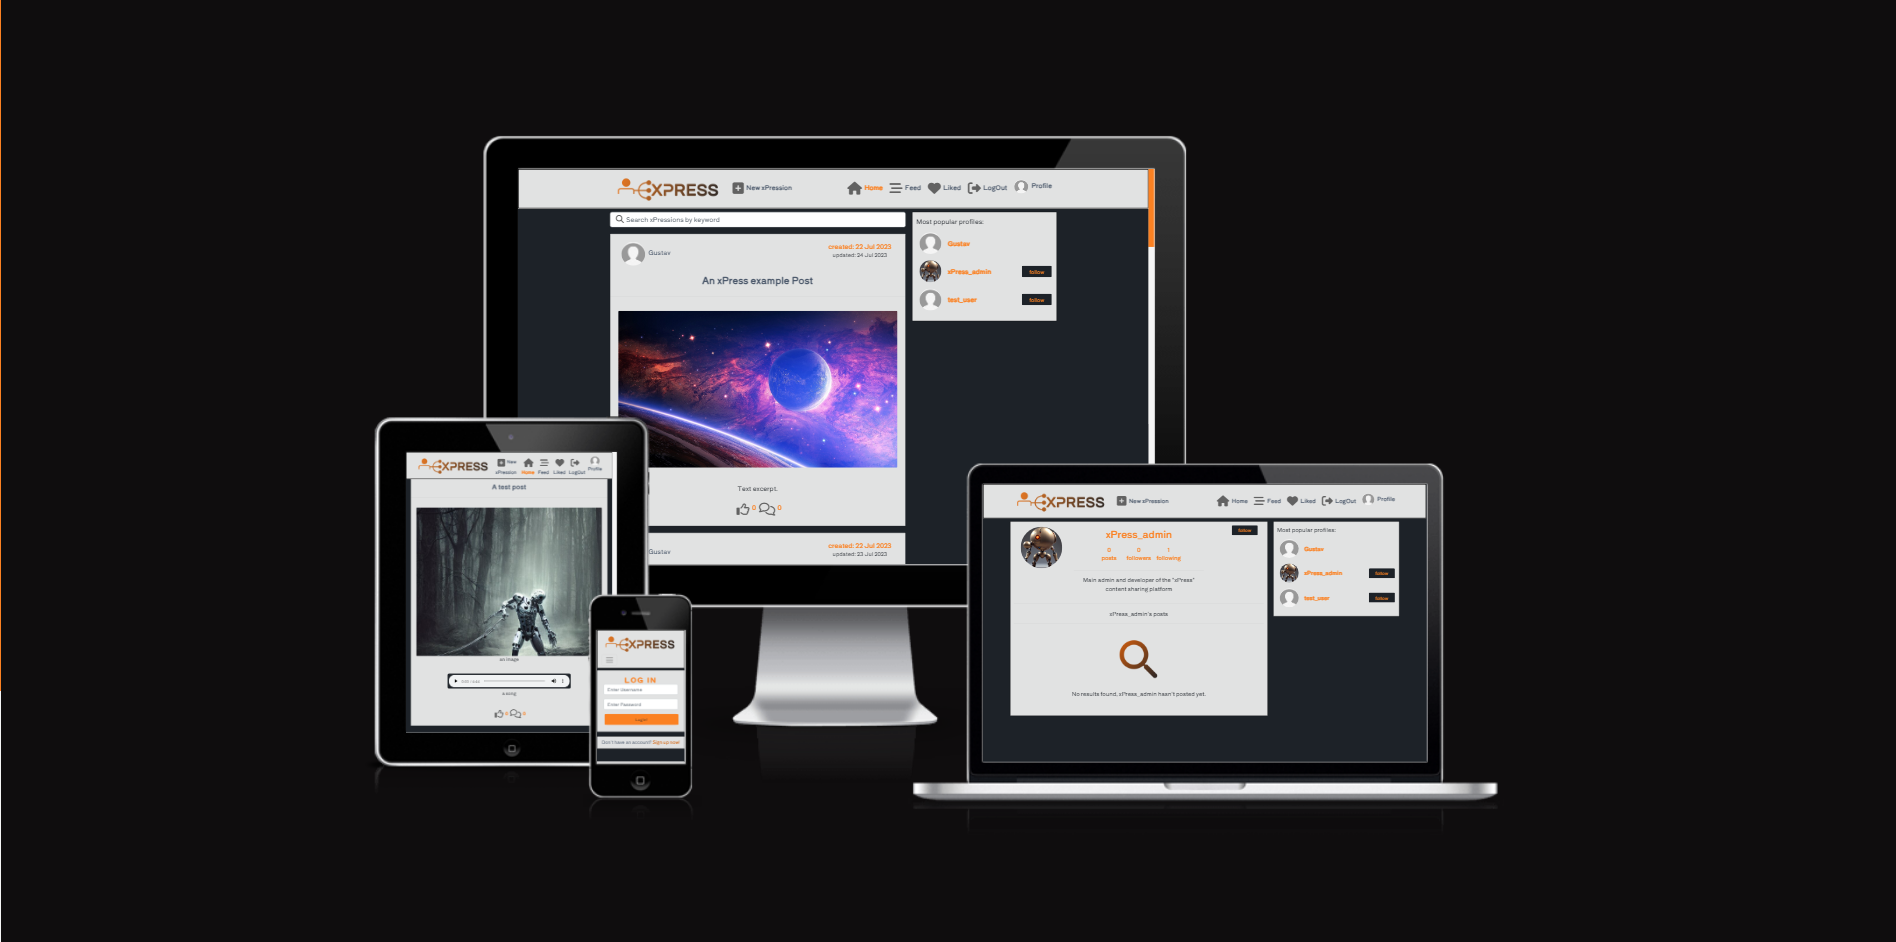 XPRESS
New xPression
Home
Feed
Liked
LogOut
Profile
Search xPressions by keyword
Gustav
created: 22 Jul 2023
updated: 24 Jul 2023
An xPress example Post
Text excerpt.
0
0
Gustav
created: 22 Jul 2023
updated: 23 Jul 2023
Most popular profiles:
Gustav
xPress_admin
follow
test_user
follow
XPRESS
New
xPression
Home
Feed
Liked
LogOut
Profile
A test post
an image
a song
0
0
XPRESS
LOG IN
Enter Username
Enter Password
Log In
Don't have an account? Sign up now!
XPRESS
New xPression
Home
Feed
Liked
LogOut
Profile
xPress_admin
follow
0
0
1
posts
followers
following
Main admin and developer of the "xPress"
content sharing platform
xPress_admin's posts
No results found, xPress_admin hasn't posted yet.
Most popular profiles:
Gustav
xPress_admin
follow
test_user
follow